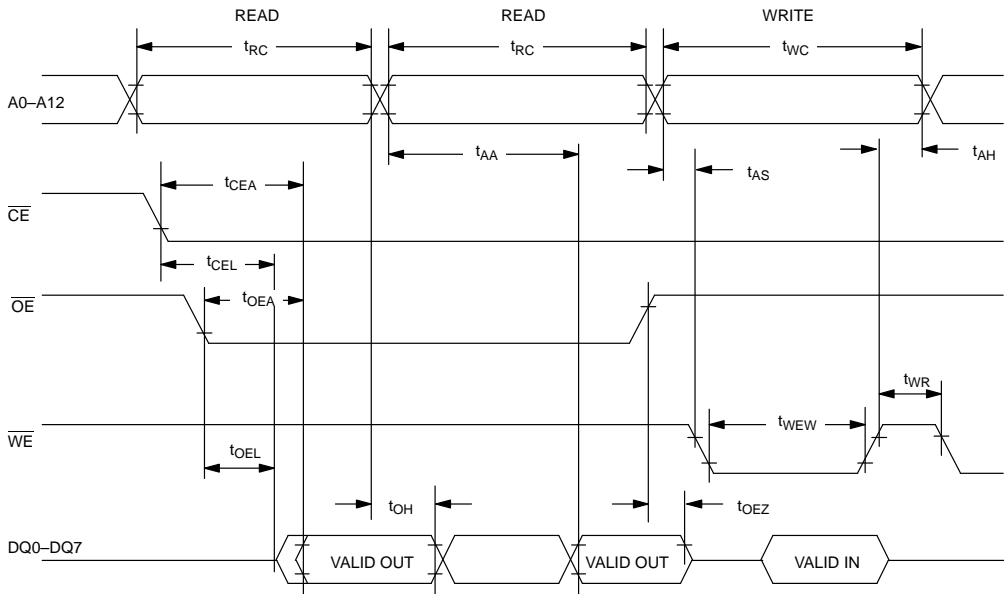 READ READ WRITE
tRC tRC tWC
A0–A12
tAA tAH
tCEA tAS
CE
tCEL
OE tOEA
tWR
WE tWEW
tOEL
tOH tOEZ
DQ0–DQ7
VALID OUT VALID OUT VALID IN